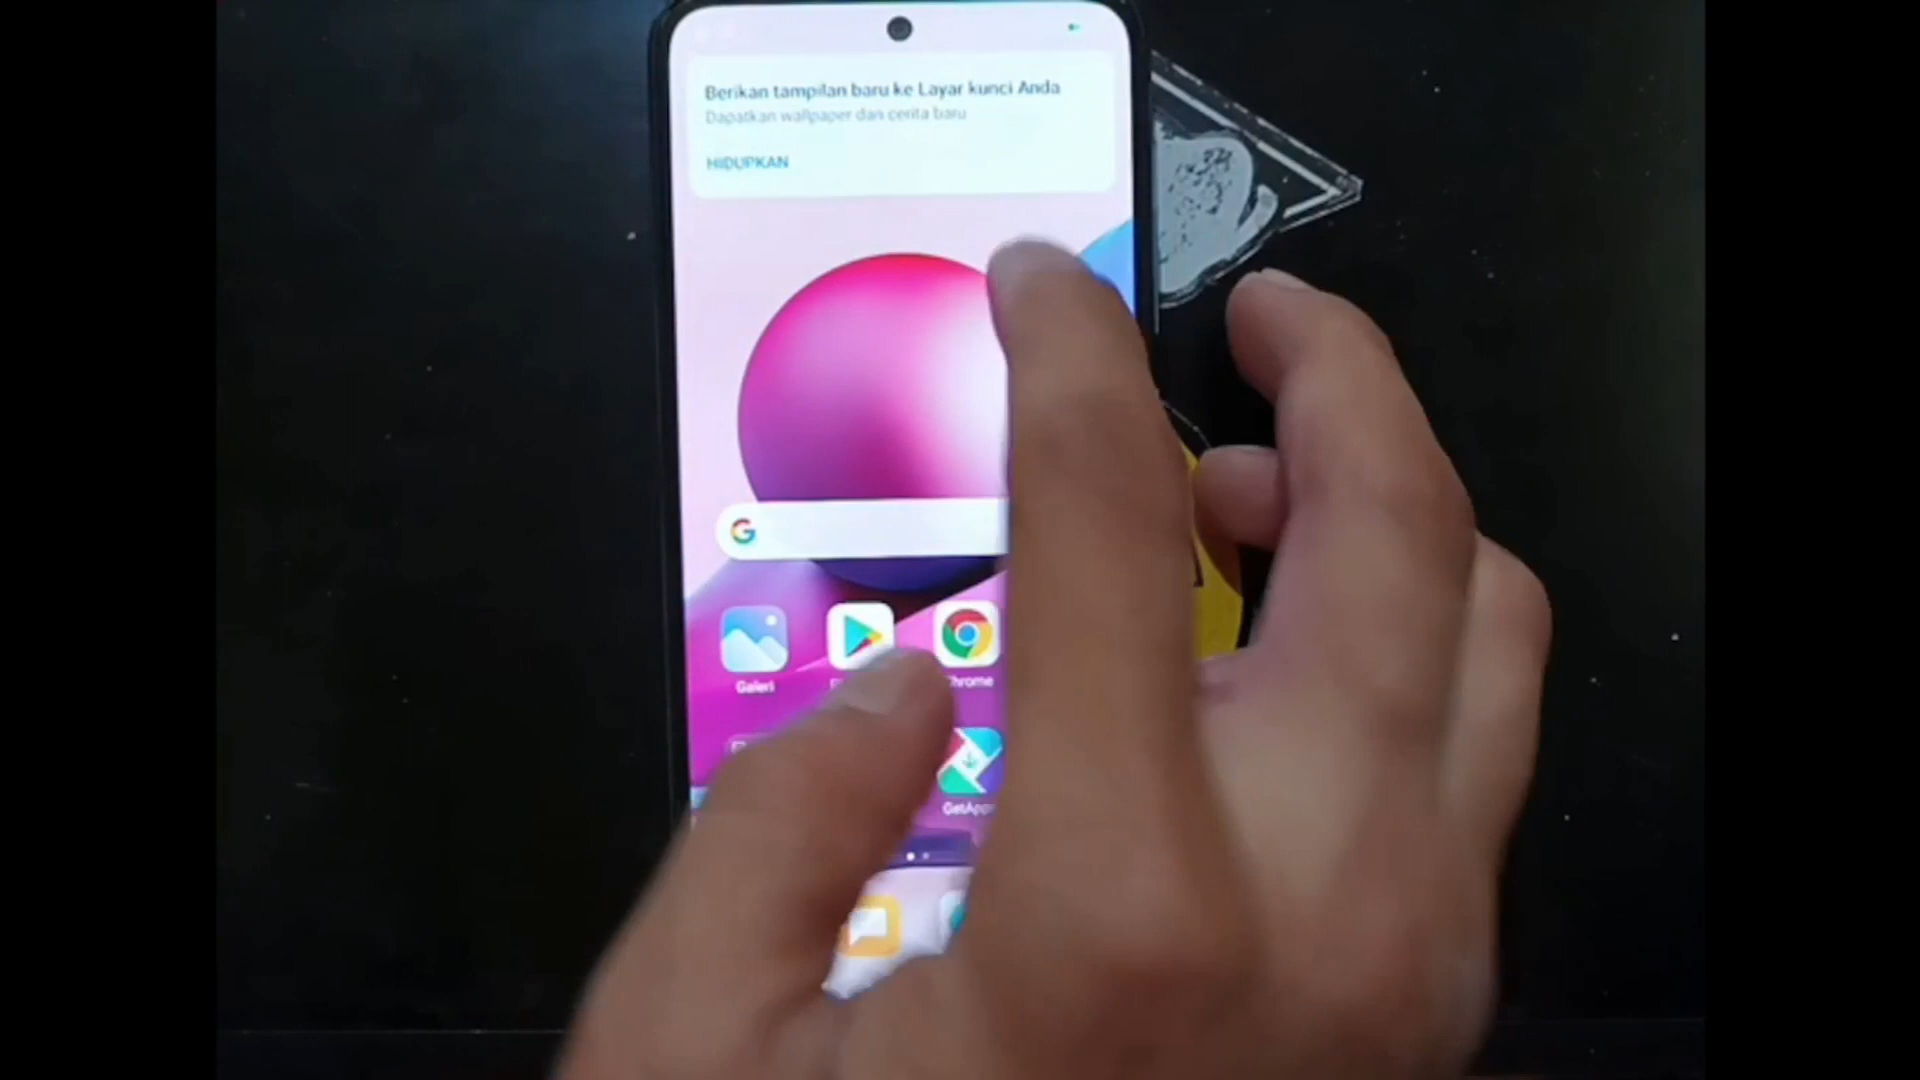 Berikan tampilan baru ke Layar kunci Anda
Dapatkan wallpaper dan cerita baru
HIDUPKAN
G
Galeri
Chrome
GetApps